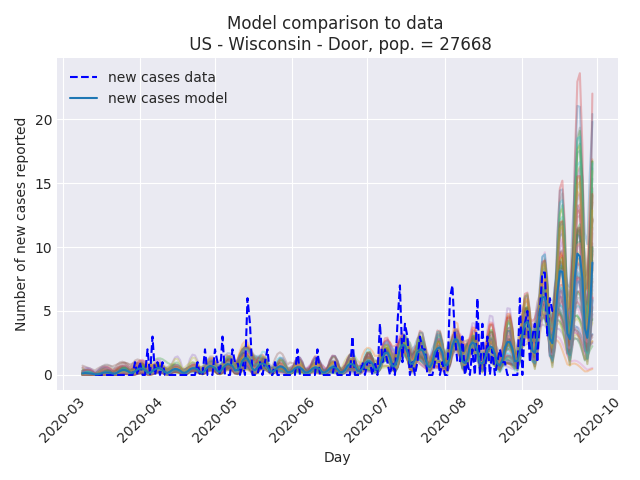 Model comparison to data
US - Wisconsin - Door, pop. = 27668
new cases data
new cases model
Number of new cases reported
20
15
10
5
0
2020-03
2020-04
2020-05
2020-06
2020-07
2020-08
2020-09
2020-10
Day